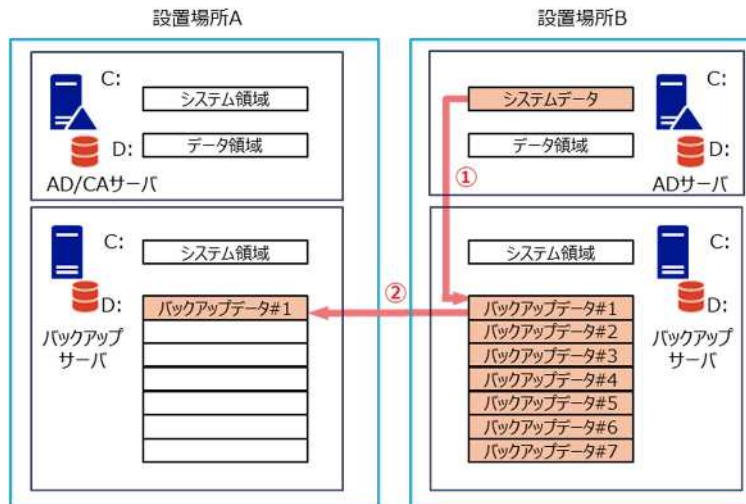 設置場所A
設置場所B
C:
システム領域
D:
データ領域
AD/CAサーバ
システムデータ
C:
データ領域
D:
ADサーバ
①
C:
システム領域
D:
バックアップデータ#1
バックアップ
サーバ
②
システム領域
C:
D:
バックアップデータ#1
バックアップデータ#2
バックアップデータ#3
バックアップデータ#4
バックアップデータ#5
バックアップデータ#6
バックアップデータ#7
バックアップ
サーバ